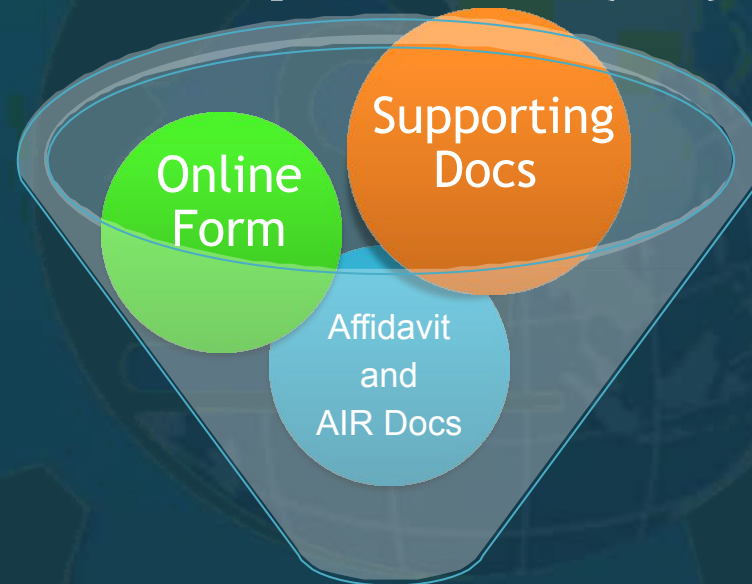 Online
Form
Supporting
Docs
Affidavit
and
AIR Docs